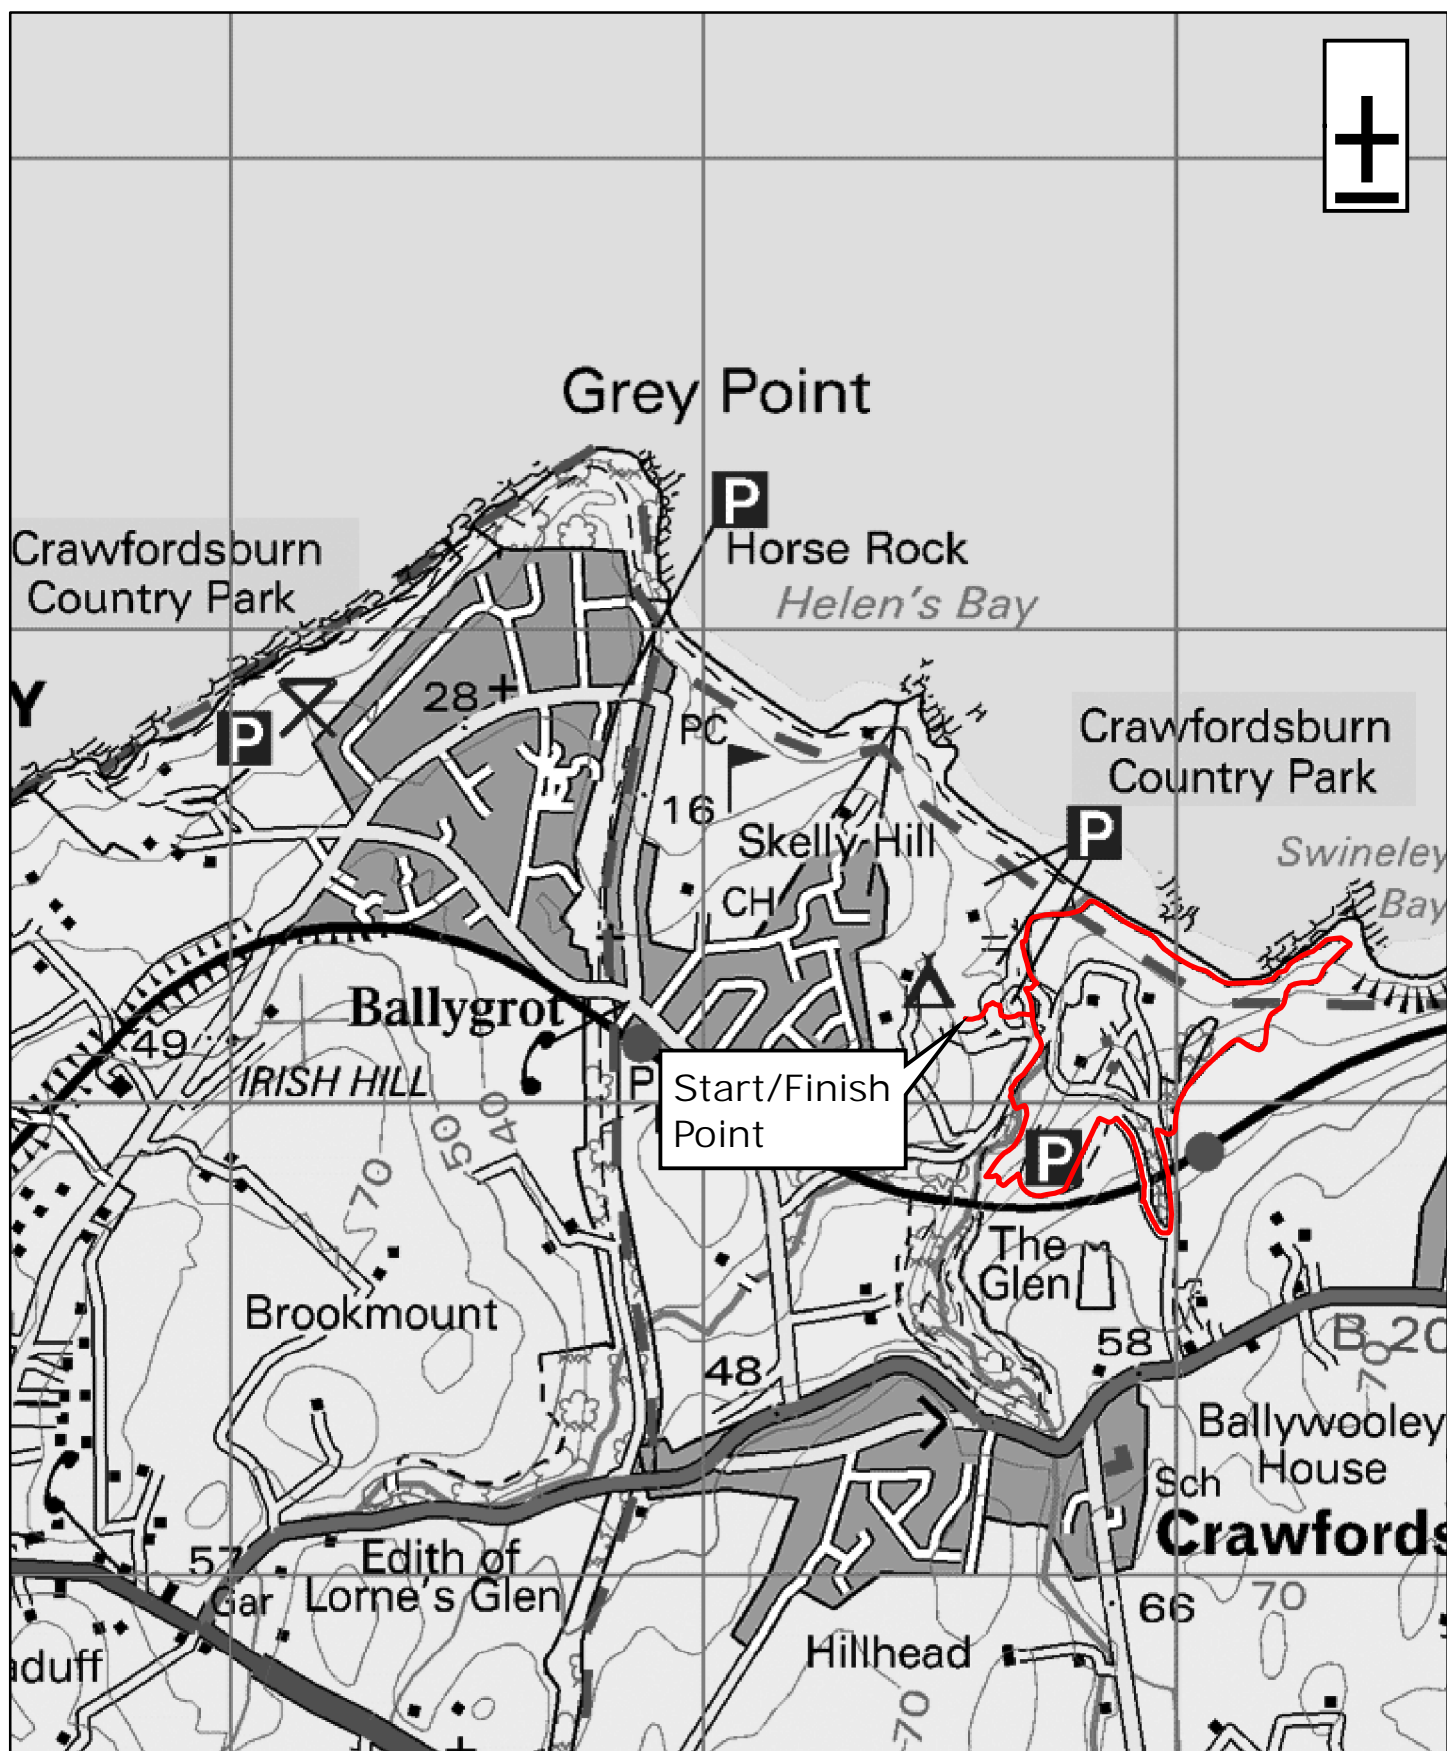 Grey Point
P
Horse Rock
Helen's Bay
Crawfordsburn
Country Park
Y
28
P
PC
16
Crawfordsburn
Country Park
P
Skelly Hill
CH
Swineley
Bay
Ballygrot
49
IRISH HILL
P
Start/Finish
Point
40
50
70
P
The
Glen
Brookmount
58
B 20
70
48
Ballywooley
House
Sch
Crawfords
57
Gar
Edith of
Lorne's Glen
66
70
aduff
Hillhead
70